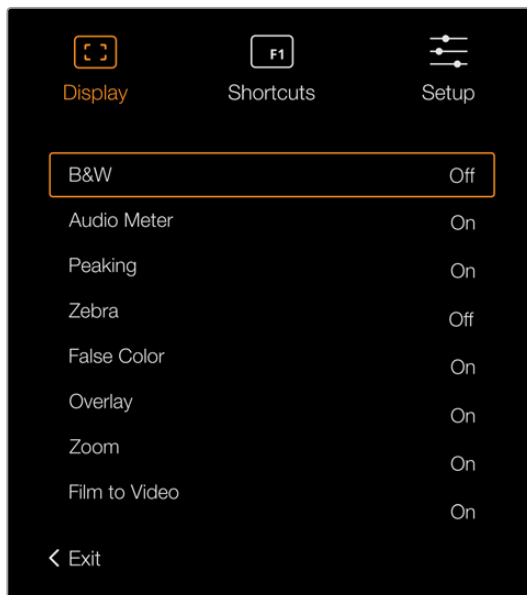 F1
Display Shortcuts Setup
B&W Off
Audio Meter On
Peaking On
Zebra Off
False Color On
Overlay On
Zoom On
Film to Video On
Exit